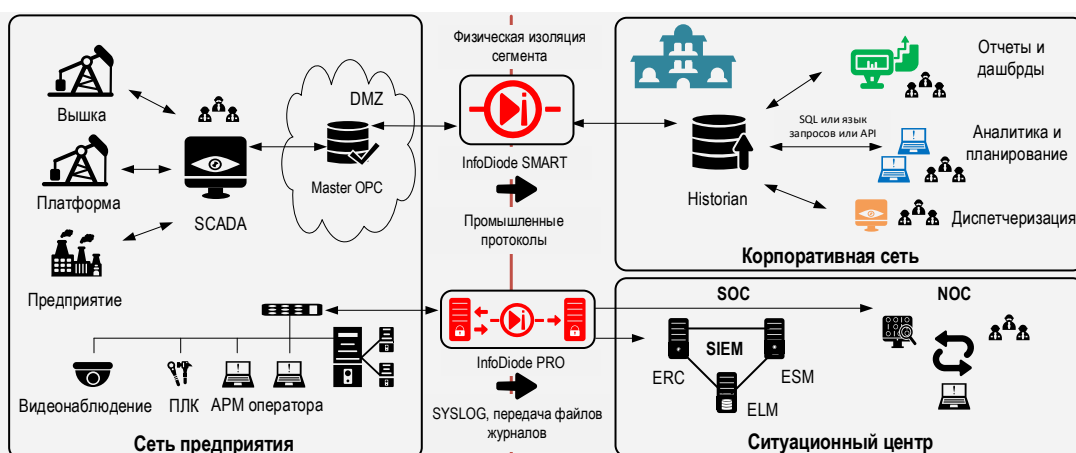 Вышка
Платформа
Предприятие
SCADA
DMZ
Master OPC
Видеонаблюдение
ПЛК
АРМ оператора
Сеть предприятия
Физическая изоляция
сегмента
InfoDiode SMART
Промышленные
протоколы
InfoDiode PRO
SYSLOG, передача файлов
журналов
Historian
SQL или язык
запросов или API
Отчеты и
дашбрды
Аналитика и
планирование
Диспетчеризация
Корпоративная сеть
SOC
NOC
SIEM
ERC
ESM
ELM
Ситуационный центр